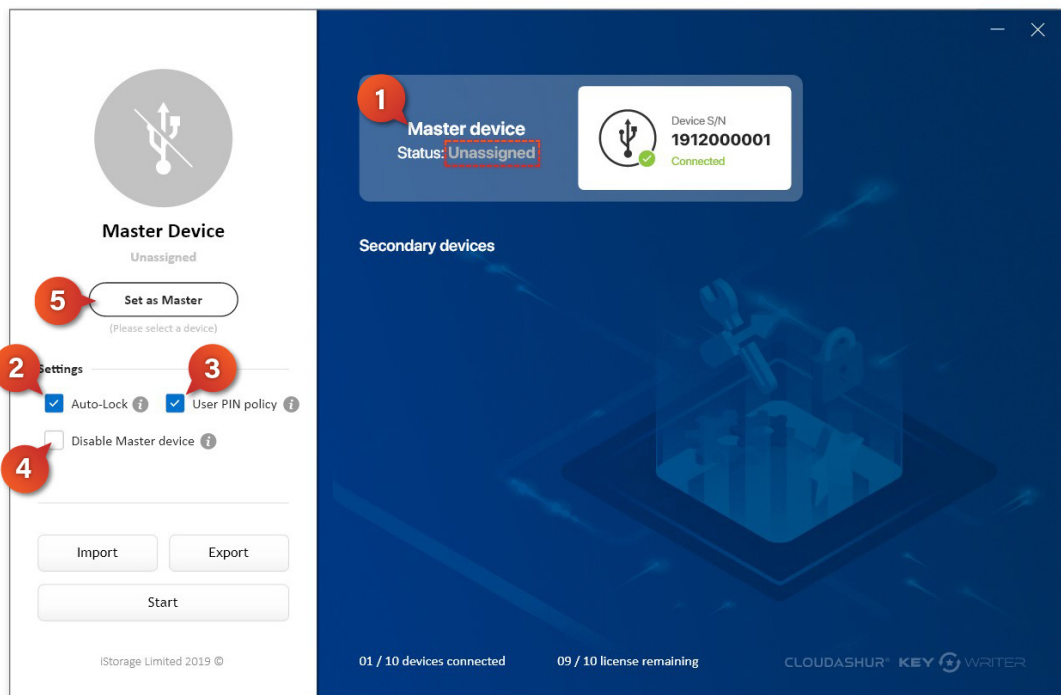 Master Device
Unassigned
5
Set as Master
(Please select a device)
2
3
Settings
Auto-Lock i
User PIN policy i
4
Disable Master device i
Import
Export
Start
iStorage Limited 2019 ©
1
Master device
Status: Unassigned
Device S/N
1912000001
Connected
Secondary devices
01 / 10 devices connected
09 / 10 license remaining
CLOUDASHUR® KEY WRITER